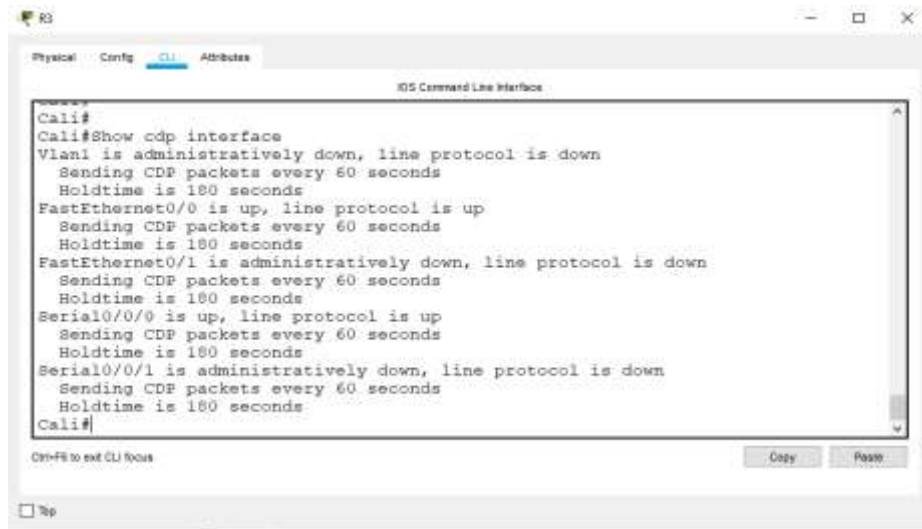 R3
Physical Config CLI Attributes
IOS Command Line Interface
Cali#
Cali#Show cdp interface
Vlan1 is administratively down, line protocol is down
Sending CDP packets every 60 seconds
Holdtime is 180 seconds
FastEthernet0/0 is up, line protocol is up
Sending CDP packets every 60 seconds
Holdtime is 180 seconds
FastEthernet0/1 is administratively down, line protocol is down
Sending CDP packets every 60 seconds
Holdtime is 180 seconds
Serial0/0/0 is up, line protocol is up
Sending CDP packets every 60 seconds
Holdtime is 180 seconds
Serial0/0/1 is administratively down, line protocol is down
Sending CDP packets every 60 seconds
Holdtime is 180 seconds
Cali#
Ctrl+F6 to exit CLI focus
Copy Paste
Top